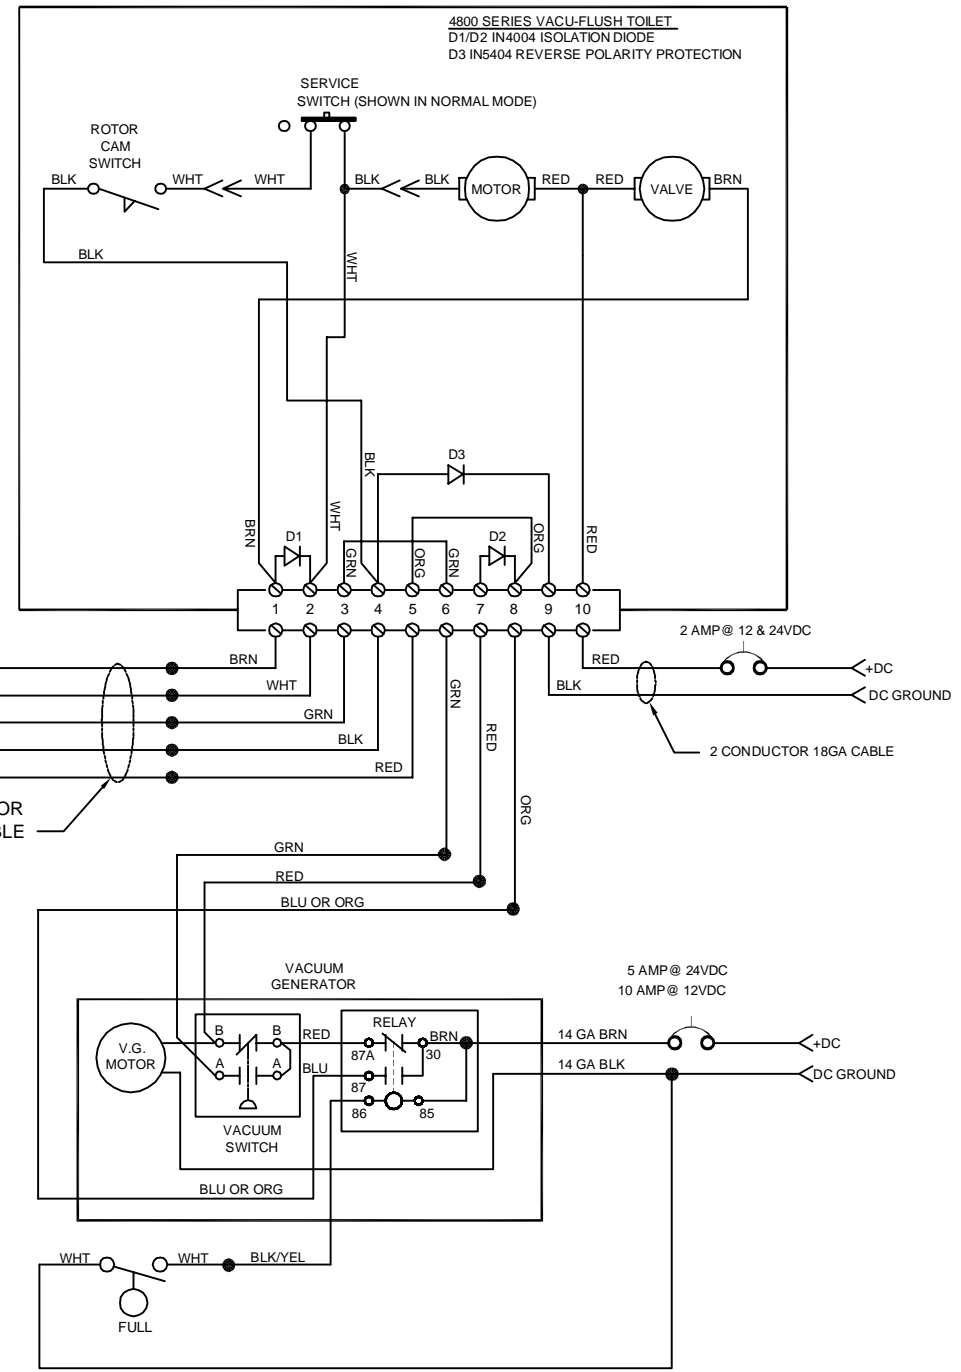 4800 SERIES VACU-FLUSH TOILET
D1/D2 IN4004 ISOLATION DIODE
D3 IN5404 REVERSE POLARITY PROTECTION
SERVICE
SWITCH (SHOWN IN NORMAL MODE)
ROTOR
CAM
SWITCH
BLK
WHT
WHT
BLK
BLK
MOTOR
RED
RED
VALVE
BRN
BLK
WHT
BLK
D3
BRN
D1
WHT
GRN
ORG
GRN
D2
ORG
RED
1 2 3 4 5 6 7 8 9 10
2 AMP@ 12 & 24VDC
BRN
RED
+DC
WHT
GRN
BLK
DC GROUND
GRN
RED
BLK
2 CONDUCTOR 18GA CABLE
RED
OR
BLE
ORG
GRN
RED
BLU OR ORG
VACUUM
GENERATOR
5 AMP@ 24VDC
10 AMP@ 12VDC
V.G.
MOTOR
B
B
RED
RELAY
BRN
87A
30
14 GA BRN
+DC
A
A
BLU
87
14 GA BLK
DC GROUND
86
85
VACUUM
SWITCH
BLU OR ORG
WHT
WHT
BLK/YEL
FULL